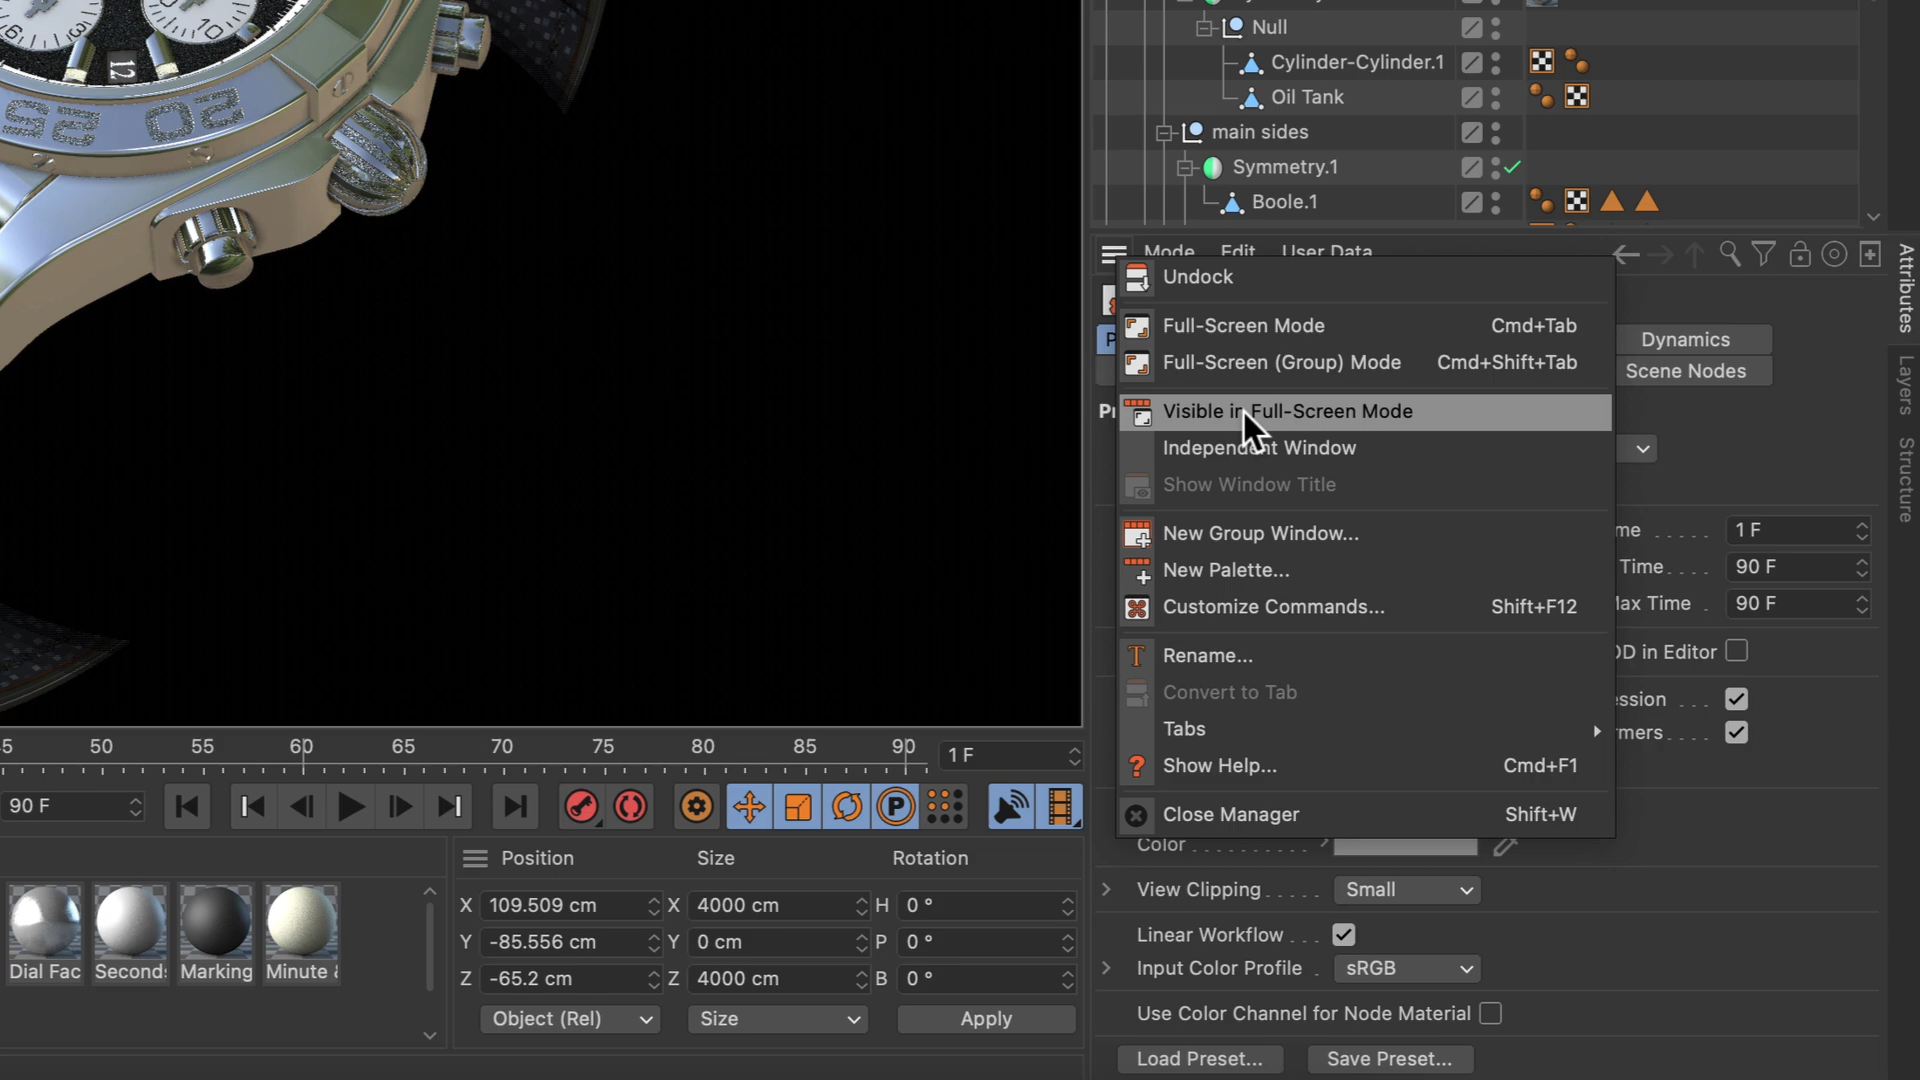 Null
Cylinder-Cylinder.1
Oil Tank
main sides
Symmetry.1
Boole.1
12
25
20
Mode Edit User Data
Attributes
Layers
Structure
Undock
Full-Screen Mode Cmd+Tab
Full-Screen (Group) Mode Cmd+Shift+Tab
Visible in Full-Screen Mode
Independent Window
Show Window Title
New Group Window...
New Palette...
Customize Commands... Shift+F12
Rename...
Convert to Tab
Tabs
Show Help... Cmd+F1
Close Manager Shift+W
Dynamics
Scene Nodes
me 1 F
Time 90 F
ax Time 90 F
D in Editor
ssion
mers
Color
View Clipping Small
Linear Workflow
Input Color Profile sRGB
Use Color Channel for Node Material
Load Preset... Save Preset...
5 50 55 60 65 70 75 80 85 90 1 F
90 F
P
Position Size Rotation
X 109.509 cm X 4000 cm H 0 °
Y -85.556 cm Y 0 cm P 0 °
Z -65.2 cm Z 4000 cm B 0 °
Object (Rel) Size Apply
Dial Fac Second Marking Minute